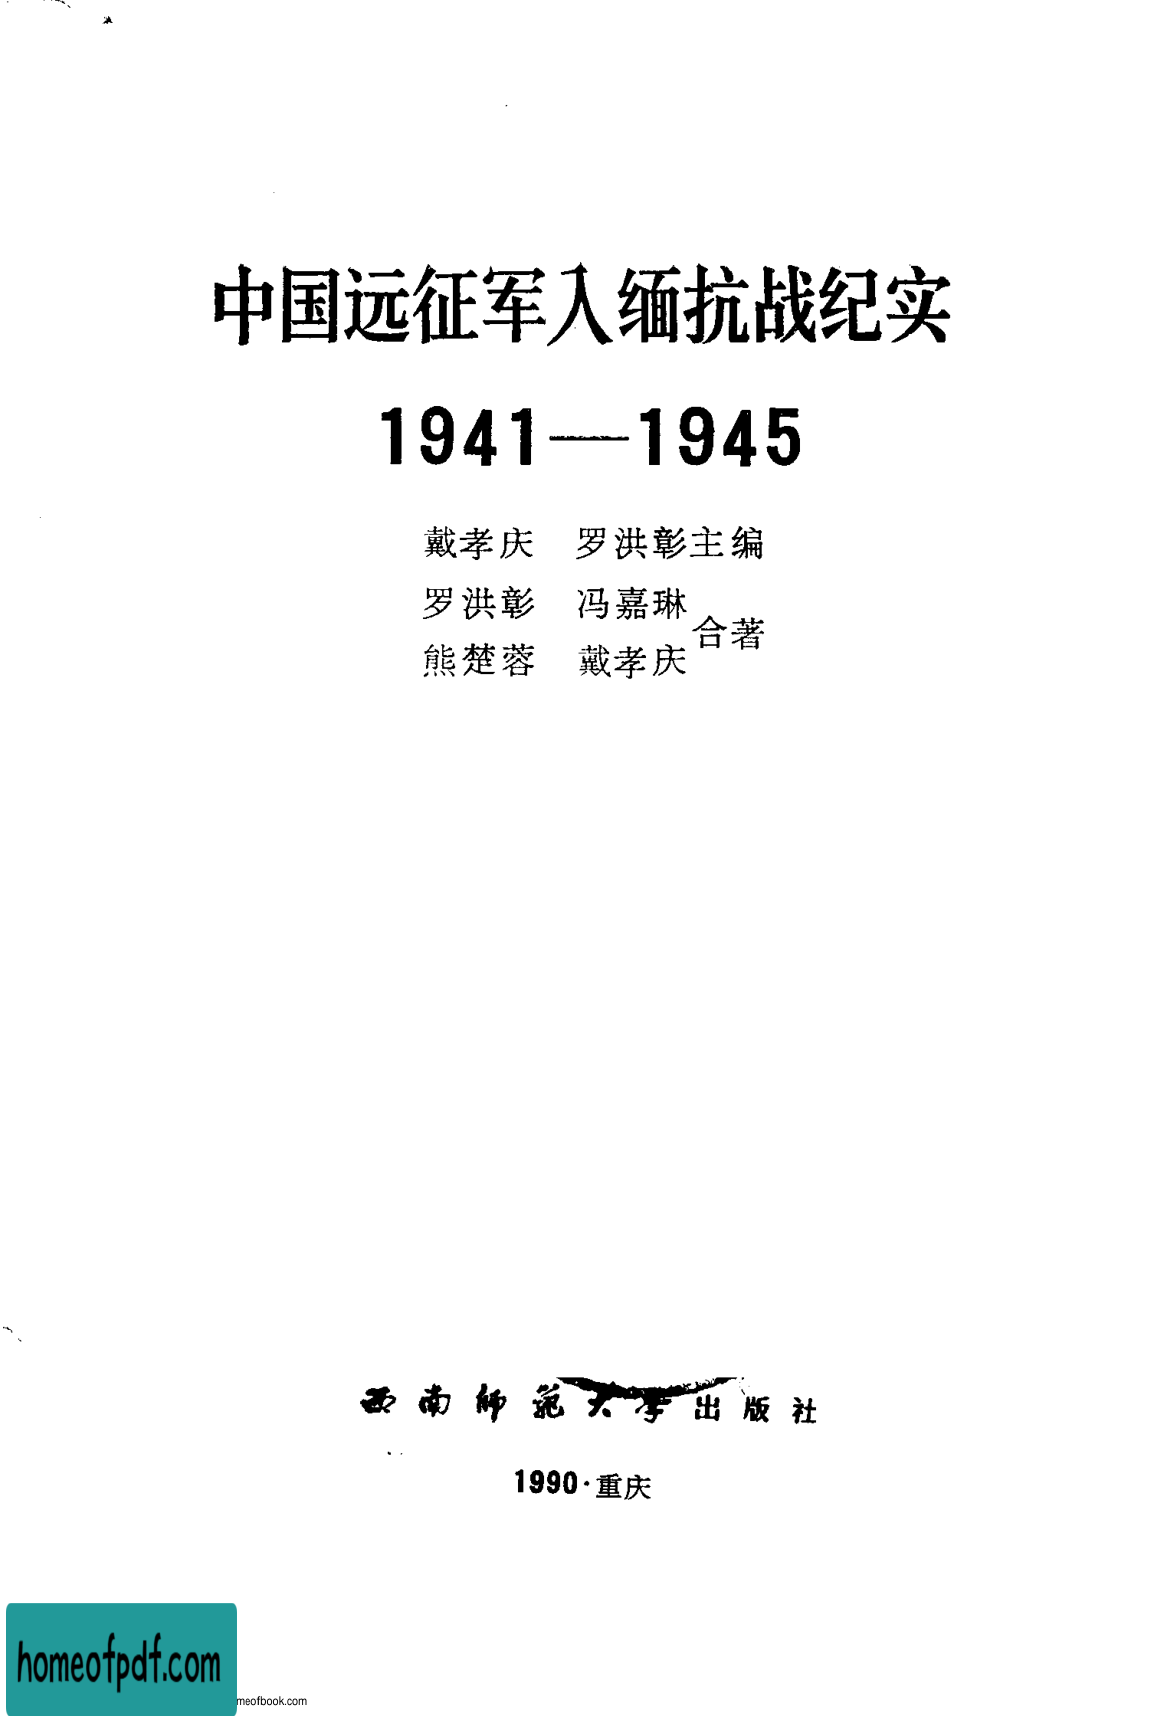 中国远征军入缅抗战纪实
1941—1945
戴孝庆 罗洪彰主编
罗洪彰 冯嘉琳
合著
熊楚蓉 戴孝庆
西南师范大学出版社
1990·重庆
homeofpdf.com
meofbook.com